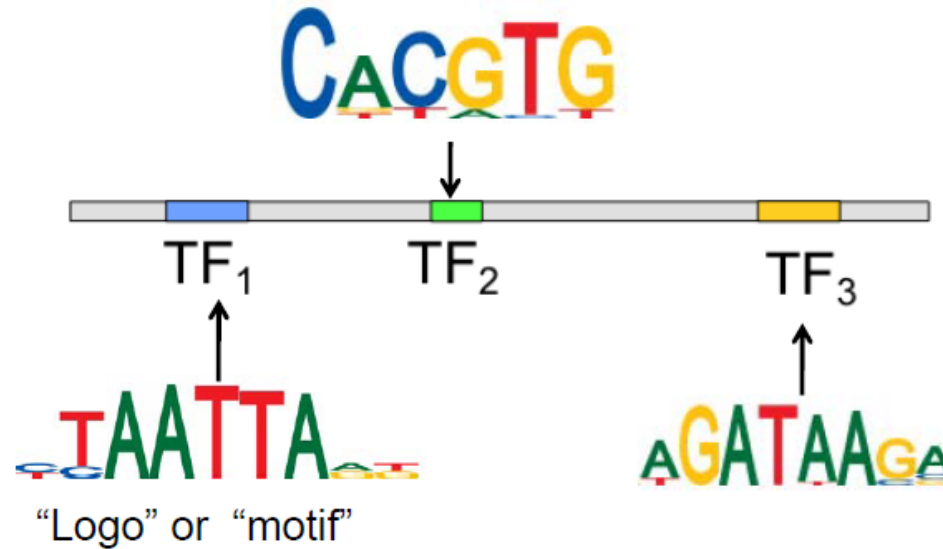 CACGTG
TF₁ TF₂ TF₃
TAATTA AGATAAGA
“Logo” or “motif”